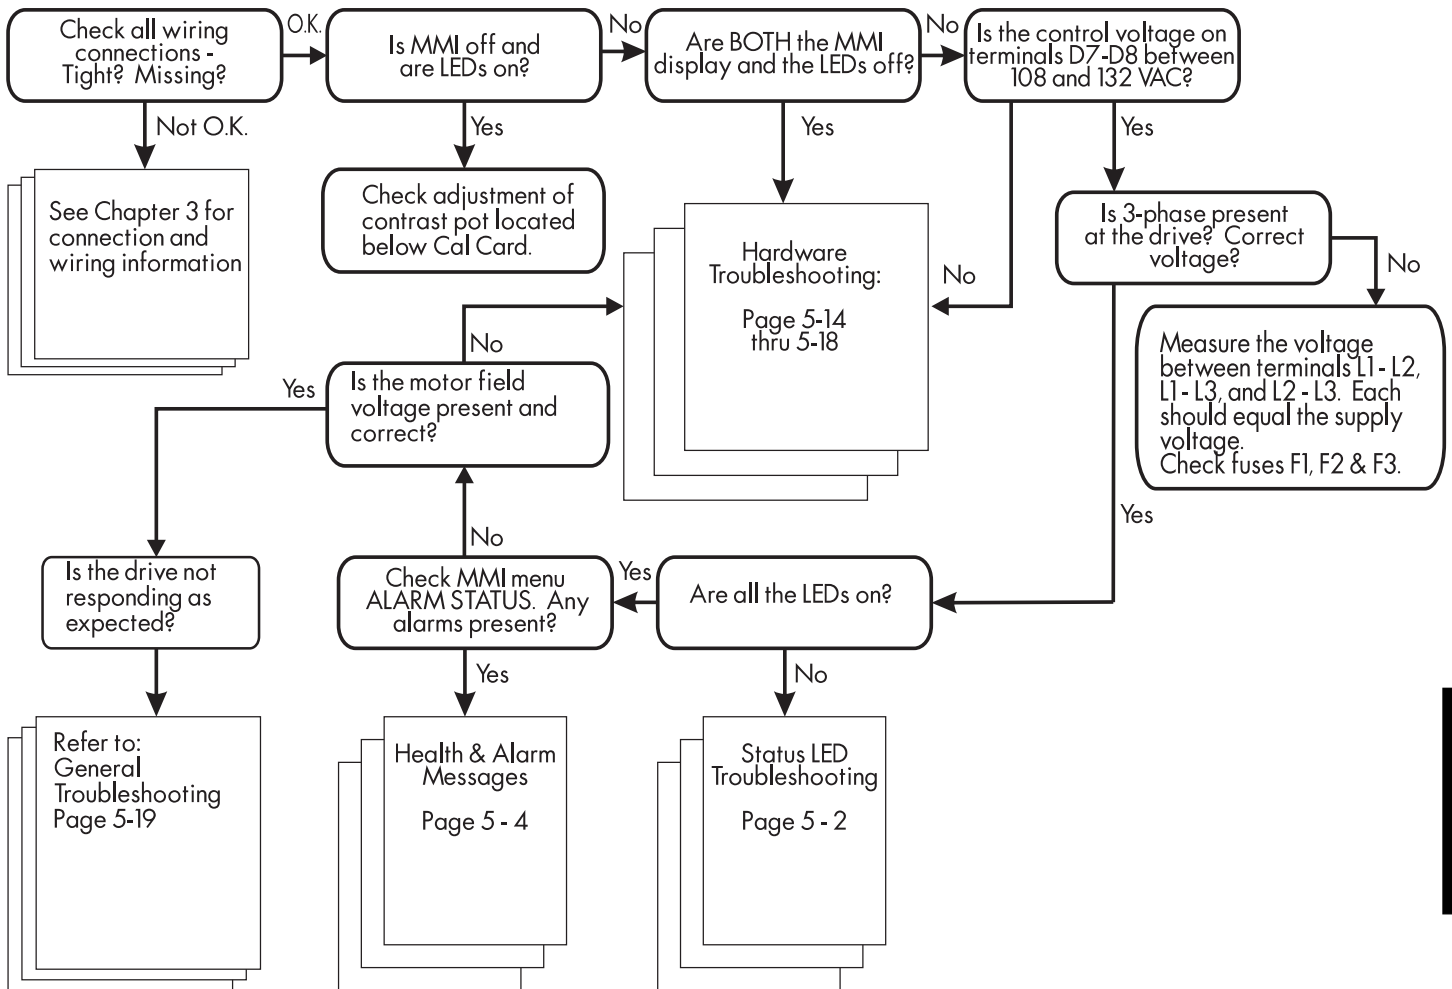 Check all wiring
connections -
Tight? Missing?
O.K.
Is MMI off and
are LEDs on?
No
Are BOTH the MMI
display and the LEDs off?
No
Is the control voltage on
terminals D7-D8 between
108 and 132 VAC?
Not O.K.
Yes
Yes
Yes
See Chapter 3 for
connection and
wiring information
Check adjustment of
contrast pot located
below Cal Card.
Hardware
Troubleshooting:
Page 5-14
thru 5-18
No
Is 3-phase present
at the drive? Correct
voltage?
No
Measure the voltage
between terminals L1 - L2,
L1 - L3, and L2 - L3. Each
should equal the supply
voltage.
Check fuses F1, F2 & F3.
No
Yes
Is the motor field
voltage present and
correct?
Yes
No
Is the drive not
responding as
expected?
Check MMI menu
ALARM STATUS. Any
alarms present?
Yes
Are all the LEDs on?
Yes
No
Refer to:
General
Troubleshooting
Page 5-19
Health & Alarm
Messages
Page 5 - 4
Status LED
Troubleshooting
Page 5 - 2